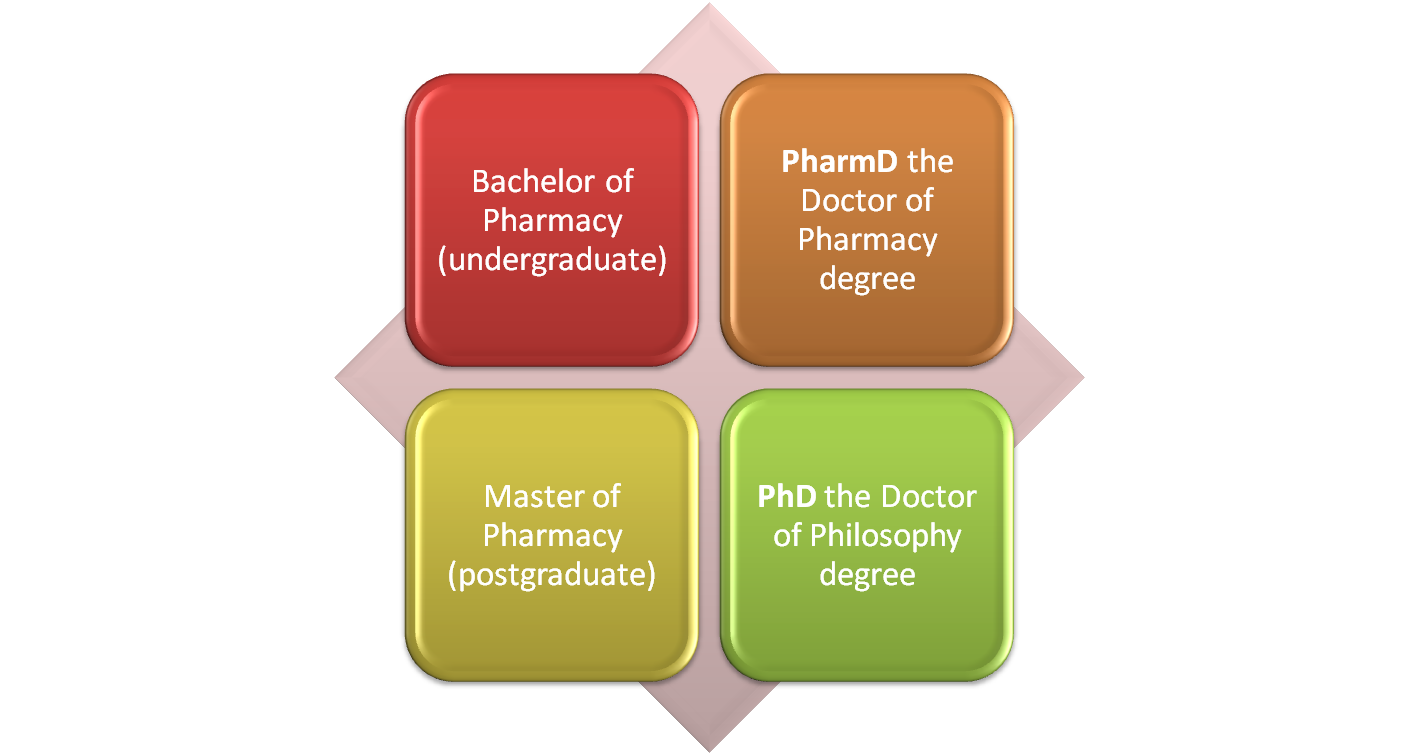 Bachelor of
Pharmacy
(undergraduate)
PharmD the
Doctor of
Pharmacy
degree
Master of
Pharmacy
(postgraduate)
PhD the Doctor
of Philosophy
degree